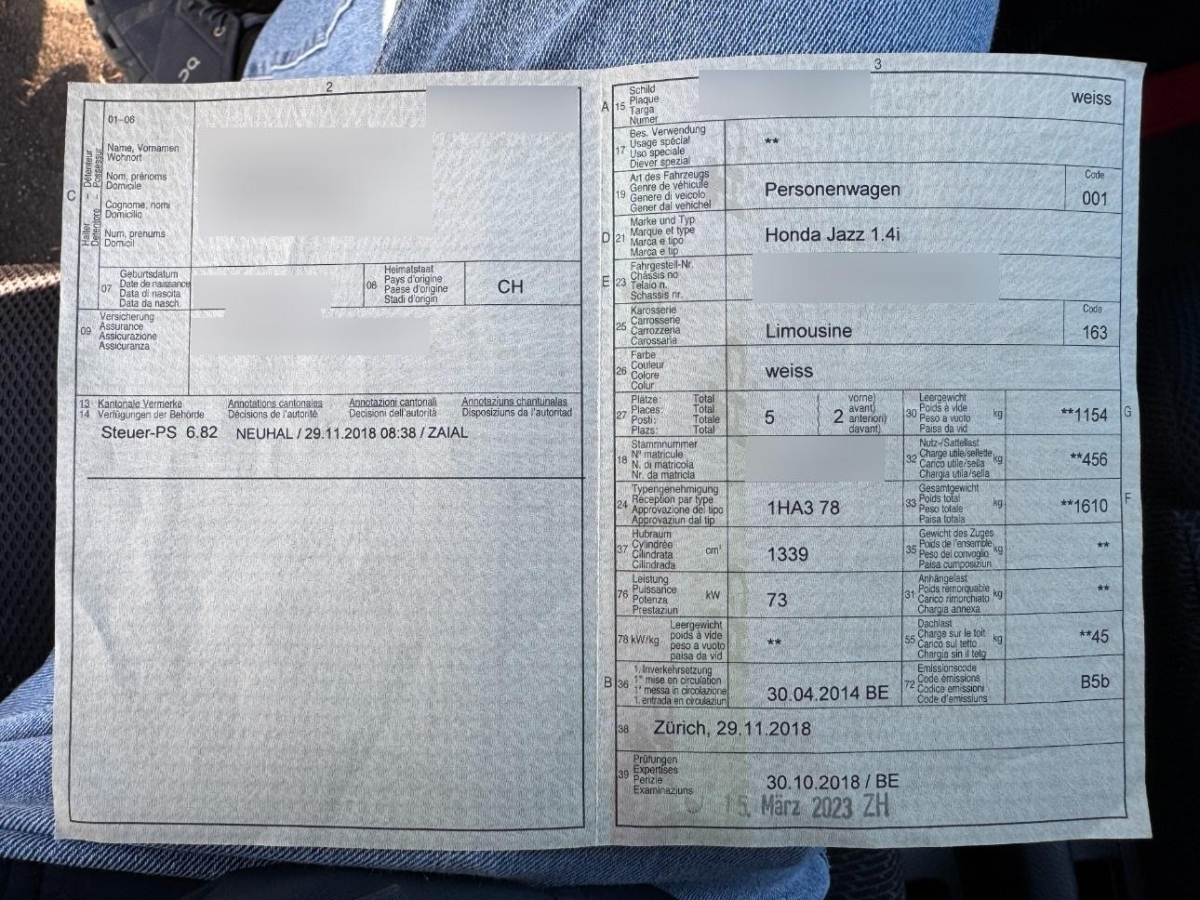 2
01-06
Halter - Détenteur
Detentore - Possessur
C
Name, Vornamen
Wohnort
Nom, prénoms
Domicile
Cognome, nomi
Domicilio
Num, prenums
Domicil
07
Geburtsdatum
Date de naissance
Data di nascita
Data da nasch.
08
Heimatstaat
Pays d'origine
Paese d'origine
Stadi d'origin
CH
09
Versicherung
Assurance
Assicurazione
Assicuranza
13 Kantonale Vermerke Annotations cantonales Annotazioni cantonali Annotaziuns chantunalas
14 Verfügungen der Behörde Décisions de l'autorité Decisioni dell'autorità Disposiziuns da l'autoritad
Steuer-PS 6.82 NEUHAL / 29.11.2018 08:38 / ZAIAL
3
A 15
Schild
Plaque
Targa
Numer
weiss
17
Bes. Verwendung
Usage spécial
Uso speciale
Diever spezial
**
19
Art des Fahrzeugs
Genre de véhicule
Genere di veicolo
Gener dal vehichel
Personenwagen
Code
001
D 21
Marke und Typ
Marque et type
Marca e tipo
Marca e tip
Honda Jazz 1.4i
E 23
Fahrgestell-Nr.
Châssis no
Telaio n.
Schassis nr.
25
Karosserie
Carrosserie
Carrozzeria
Carossaria
Limousine
Code
163
26
Farbe
Couleur
Colore
Colur
weiss
27
Plätze: Total
Places: Total
Posti: Totale
Plazs: Total
5
2
vorne)
avant)
anteriori)
davant)
30
Leergewicht
Poids à vide
Peso a vuoto
Paisa da vid
kg
**1154
G
18
Stammnummer
N° matricule
N. di matricola
Nr. da matricla
32
Nutz-/Sattellast
Charge utile/sellette
Carico utile/sella
Chargia utila/sella
kg
**456
24
Typengenehmigung
Réception par type
Approvazione del tipo
Approvaziun dal tip
1HA3 78
33
Gesamtgewicht
Poids total
Peso totale
Paisa totala
kg
**1610
F
37
Hubraum
Cylindrée
Cilindrata
Cilindrada
cm³
1339
35
Gewicht des Zuges
Poids de l'ensemble
Peso del convoglio
Paisa cumposiziun
kg
**
76
Leistung
Puissance
Potenza
Prestaziun
kW
73
31
Anhängelast
Poids remorquable
Carico rimorchiato
Chargia annexa
kg
**
78 kW/kg
Leergewicht
poids à vide
peso a vuoto
paisa da vid
**
55
Dachlast
Charge sur le toit
Carico sul tetto
Chargia sin il tetg
kg
**45
B 36
1. Inverkehrsetzung
1re mise en circulation
1a messa in circolazione
1. entrada en circulaziun
30.04.2014 BE
72
Emissionscode
Code émissions
Codice emissioni
Code d'emissiuns
B5b
38
Zürich, 29.11.2018
39
Prüfungen
Expertises
Perizie
Examinaziuns
30.10.2018 / BE
15. März 2023 ZH